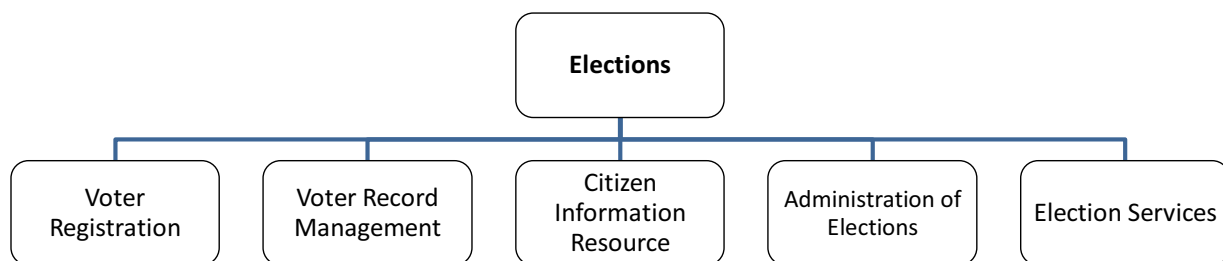 Elections
Voter
Registration
Voter Record
Management
Citizen
Information
Resource
Administration of
Elections
Election Services